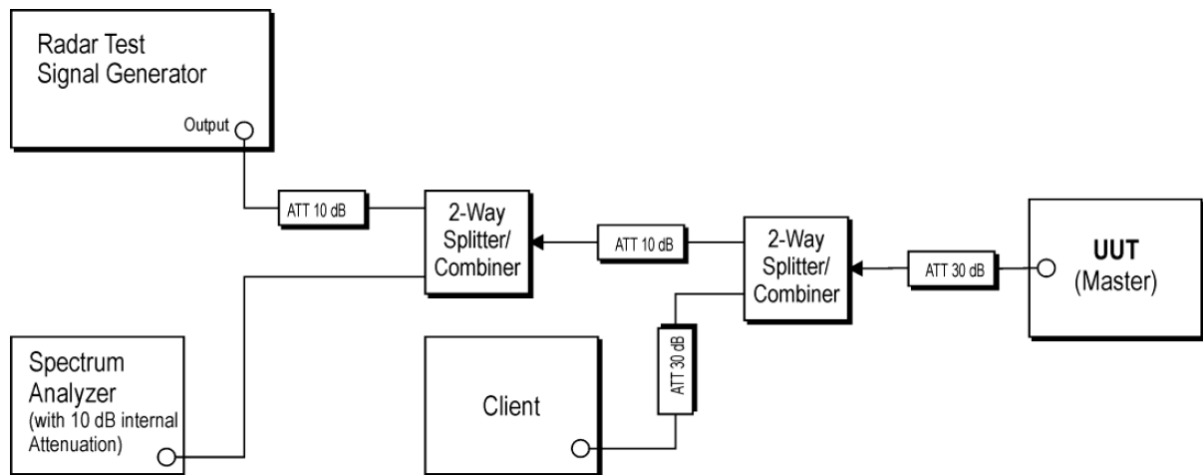 Radar Test
Signal Generator
Output
ATT 10 dB
2-Way
Splitter/
Combiner
ATT 10 dB
2-Way
Splitter/
Combiner
ATT 30 dB
UUT
(Master)
Spectrum
Analyzer
(with 10 dB internal
Attenuation)
Client
ATT 30 dB